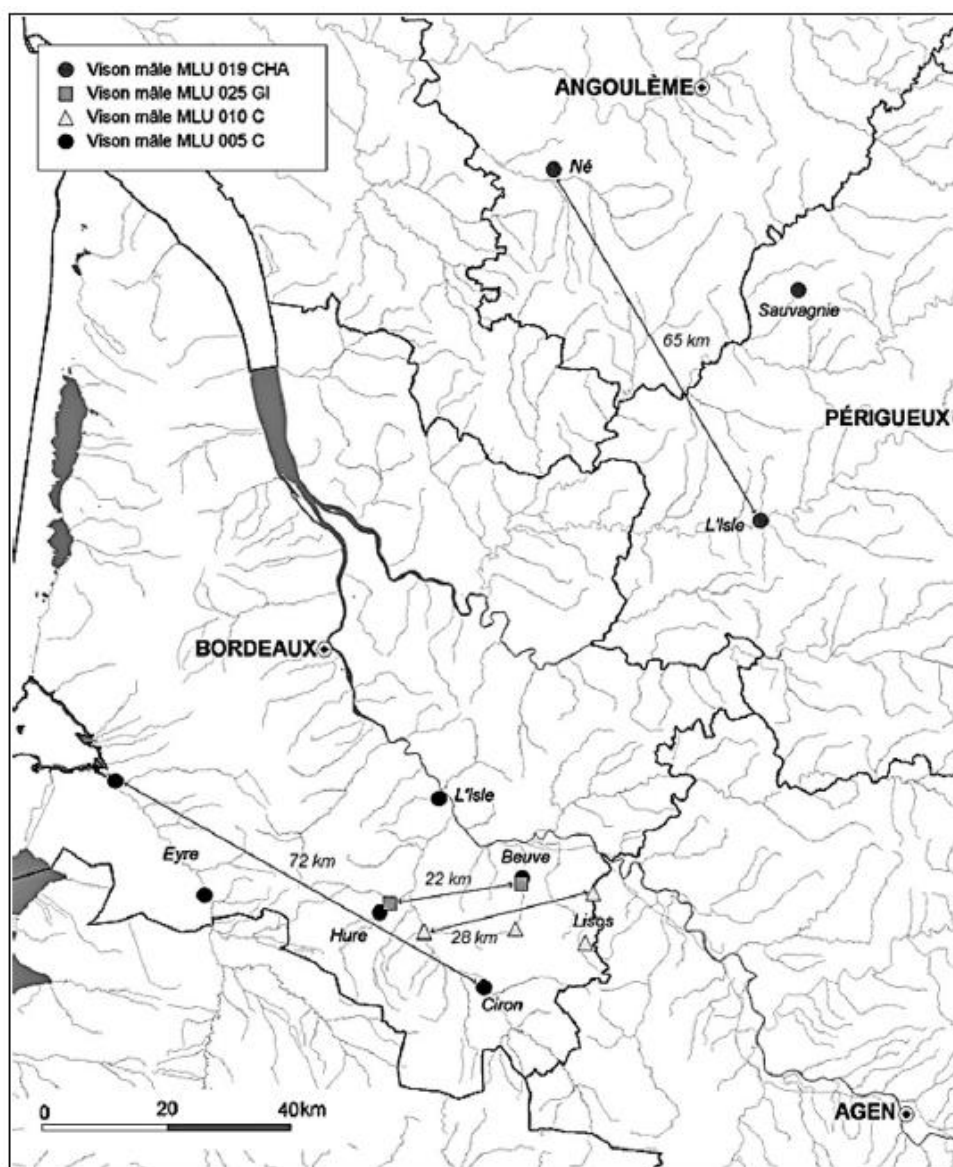 Vison mâle MLU 019 CHA
Vison mâle MLU 025 GI
Vison mâle MLU 010 C
Vison mâle MLU 005 C
ANGOULÈME
Né
Sauvagnie
65 km
PÉRIGUEUX
L'Isle
BORDEAUX
L'Isle
Eyre
72 km
Beuve
22 km
Hure
Lisos
28 km
Ciron
0 20 40km
AGEN